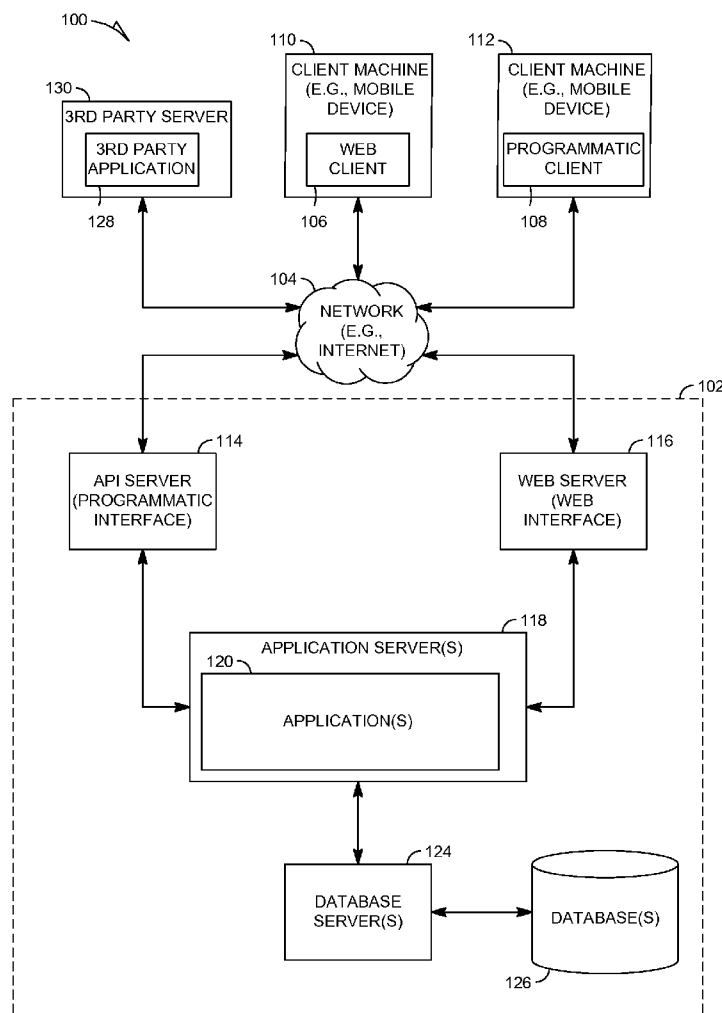 100
130
3RD PARTY SERVER
3RD PARTY
APPLICATION
128
110
CLIENT MACHINE
(E.G., MOBILE
DEVICE)
WEB
CLIENT
106
112
CLIENT MACHINE
(E.G., MOBILE
DEVICE)
PROGRAMMATIC
CLIENT
108
104
NETWORK
(E.G.,
INTERNET)
102
114
API SERVER
(PROGRAMMATIC
INTERFACE)
116
WEB SERVER
(WEB
INTERFACE)
118
APPLICATION SERVER(S)
120
APPLICATION(S)
124
DATABASE
SERVER(S)
DATABASE(S)
126